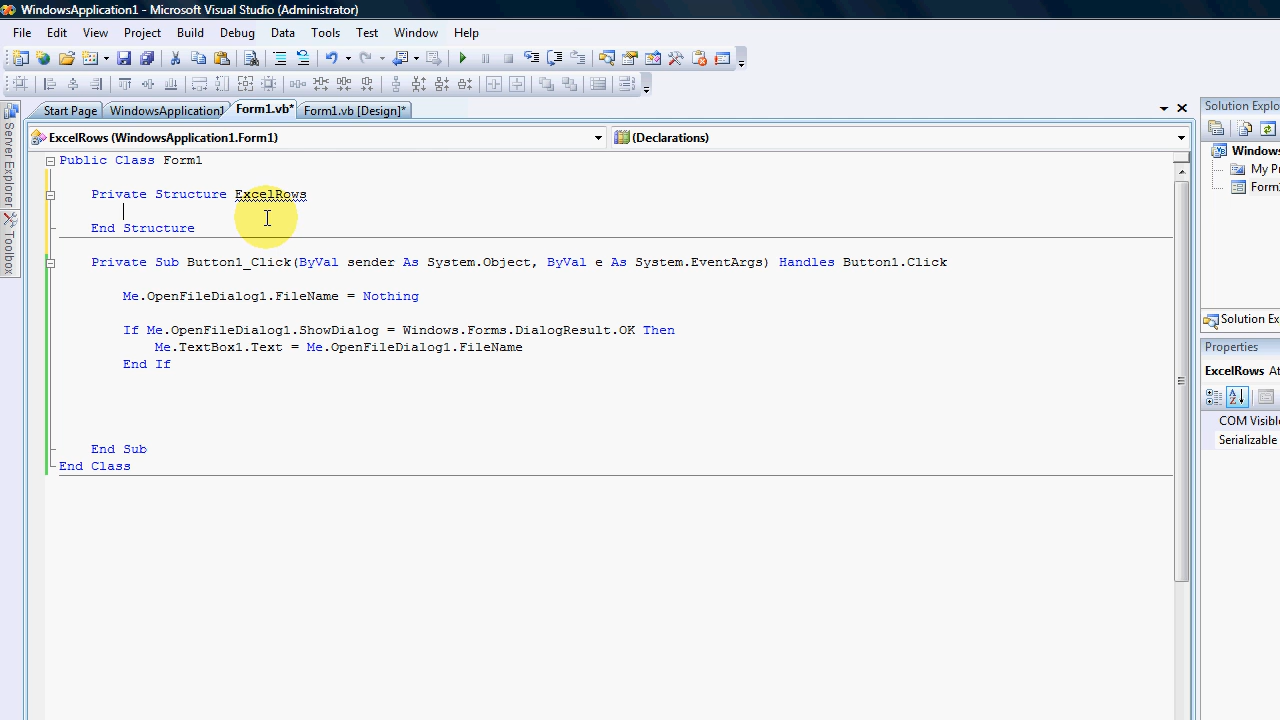 WindowsApplication1 - Microsoft Visual Studio (Administrator)
File Edit View Project Build Debug Data Tools Test Window Help
Start Page WindowsApplication1 Form1.vb* Form1.vb [Design]*
Solution Explo
ExcelRows (WindowsApplication1.Form1) (Declarations)
Server Explorer
Toolbox
Public Class Form1
Private Structure ExcelRows
End Structure
Private Sub Button1_Click(ByVal sender As System.Object, ByVal e As System.EventArgs) Handles Button1.Click
Me.OpenFileDialog1.FileName = Nothing
If Me.OpenFileDialog1.ShowDialog = Windows.Forms.DialogResult.OK Then
Me.TextBox1.Text = Me.OpenFileDialog1.FileName
End If
End Sub
End Class
Windows
My Pr
Form
Solution Ex
Properties
ExcelRows At
COM Visibl
Serializable